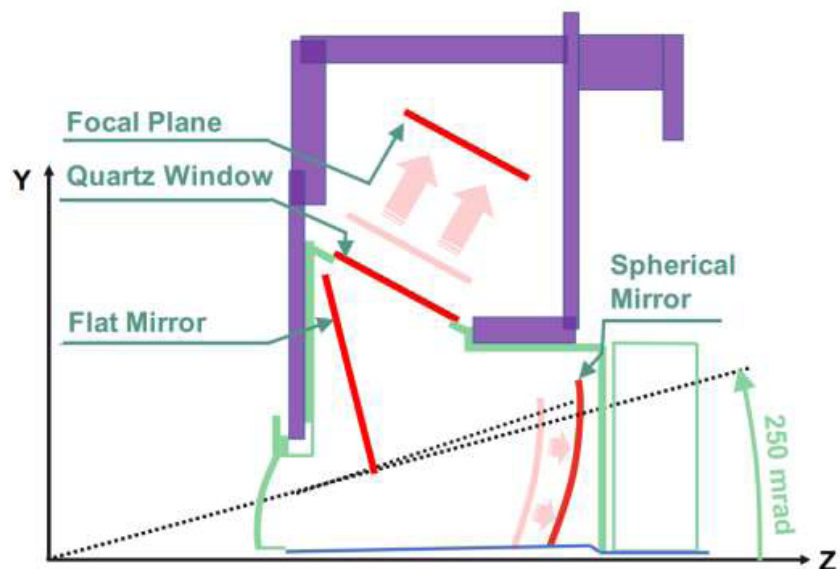 Focal Plane
Y
Quartz Window
Spherical
Mirror
Flat Mirror
250 mrad
Z